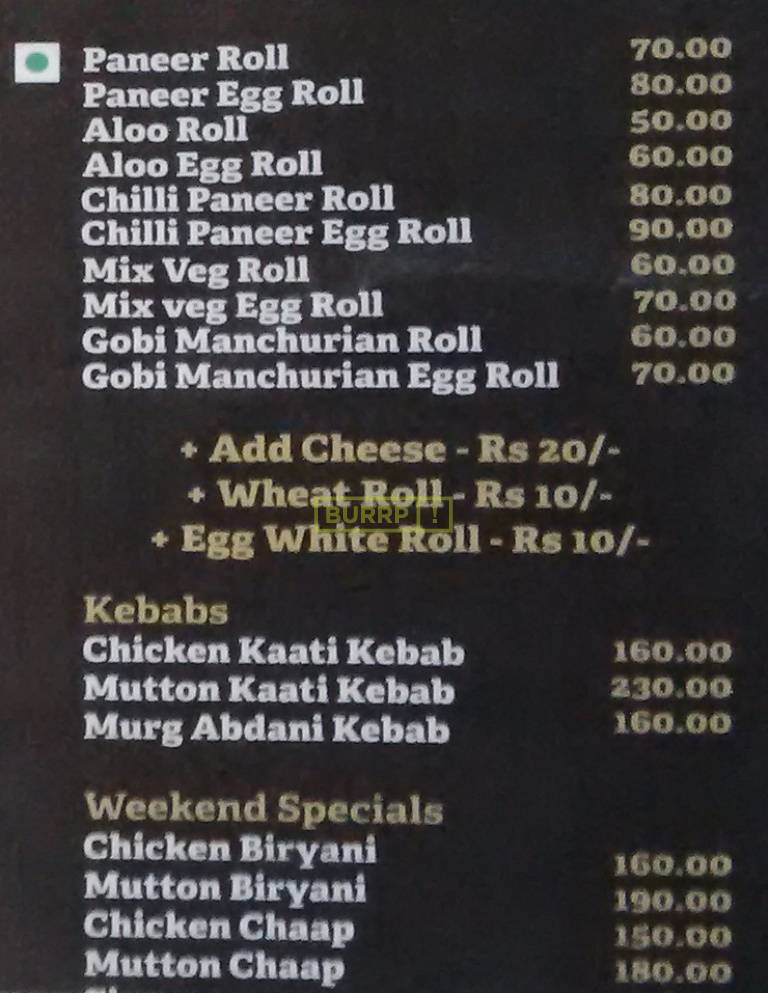 Paneer Roll 70.00
Paneer Egg Roll 80.00
Aloo Roll 50.00
Aloo Egg Roll 60.00
Chilli Paneer Roll 80.00
Chilli Paneer Egg Roll 90.00
Mix Veg Roll 60.00
Mix veg Egg Roll 70.00
Gobi Manchurian Roll 60.00
Gobi Manchurian Egg Roll 70.00
+ Add Cheese - Rs 20/-
+ Wheat Roll - Rs 10/-
BURRP!
+ Egg White Roll - Rs 10/-
Kebabs
Chicken Kaati Kebab 160.00
Mutton Kaati Kebab 230.00
Murg Abdani Kebab 160.00
Weekend Specials
Chicken Biryani 160.00
Mutton Biryani 190.00
Chicken Chaap 150.00
Mutton Chaap 180.00